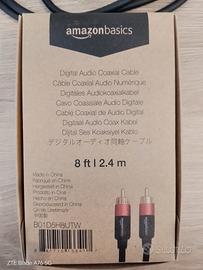 amazonbasics
Digital Audio Coaxial Cable
Câble Coaxial Audio Numérique
Digitales Audiokoaxialkabel
Cavo Coassiale Audio Digitale
Cable Coaxial de Audio Digital
Digitaal Audio Coax Kabel
Dijital Ses Koaksiyel Kablo
デジタルオーディオ同軸ケーブル
8 ft | 2.4 m
Made in China
Fabriqué en Chine
Hergestellt in China
Prodotto in Cina
Hecho en China
Geproduceerd in China
Çin'de Üretilmiştir
中国製
B01D5H8UTW
ZTE Blade A76 5G